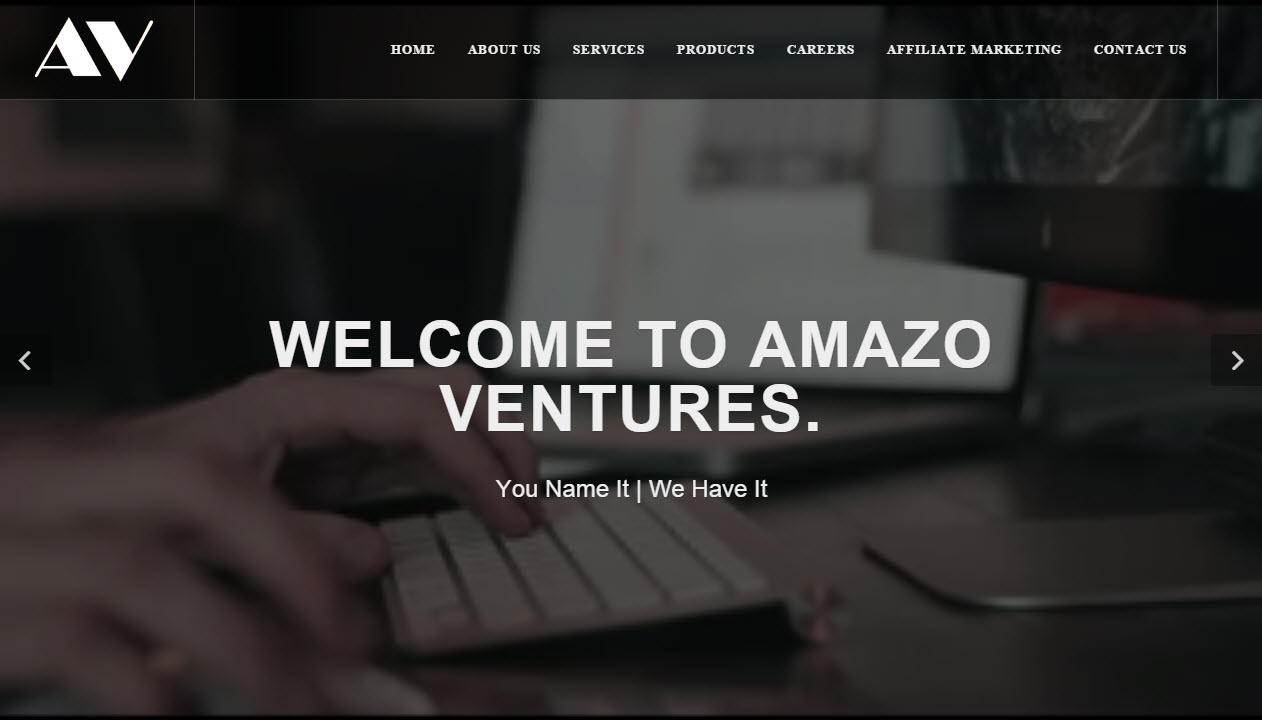 AV
HOME ABOUT US SERVICES PRODUCTS CAREERS AFFILIATE MARKETING CONTACT US
WELCOME TO AMAZO
VENTURES.
You Name It | We Have It